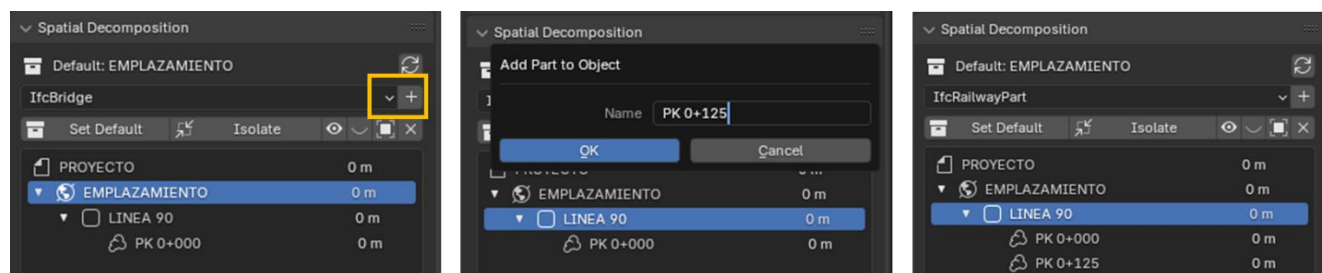 Spatial Decomposition
Default: EMPLAZAMIENTO
IfcBridge
Set Default Isolate
PROYECTO 0 m
EMPLAZAMIENTO 0 m
LINEA 90 0 m
PK 0+000 0 m
Spatial Decomposition
Add Part to Object
Name PK 0+125
OK Cancel
EMPLAZAMIENTO 0 m
LINEA 90 0 m
PK 0+000 0 m
Spatial Decomposition
Default: EMPLAZAMIENTO
IfcRailwayPart
Set Default Isolate
PROYECTO 0 m
EMPLAZAMIENTO 0 m
LINEA 90 0 m
PK 0+000 0 m
PK 0+125 0 m